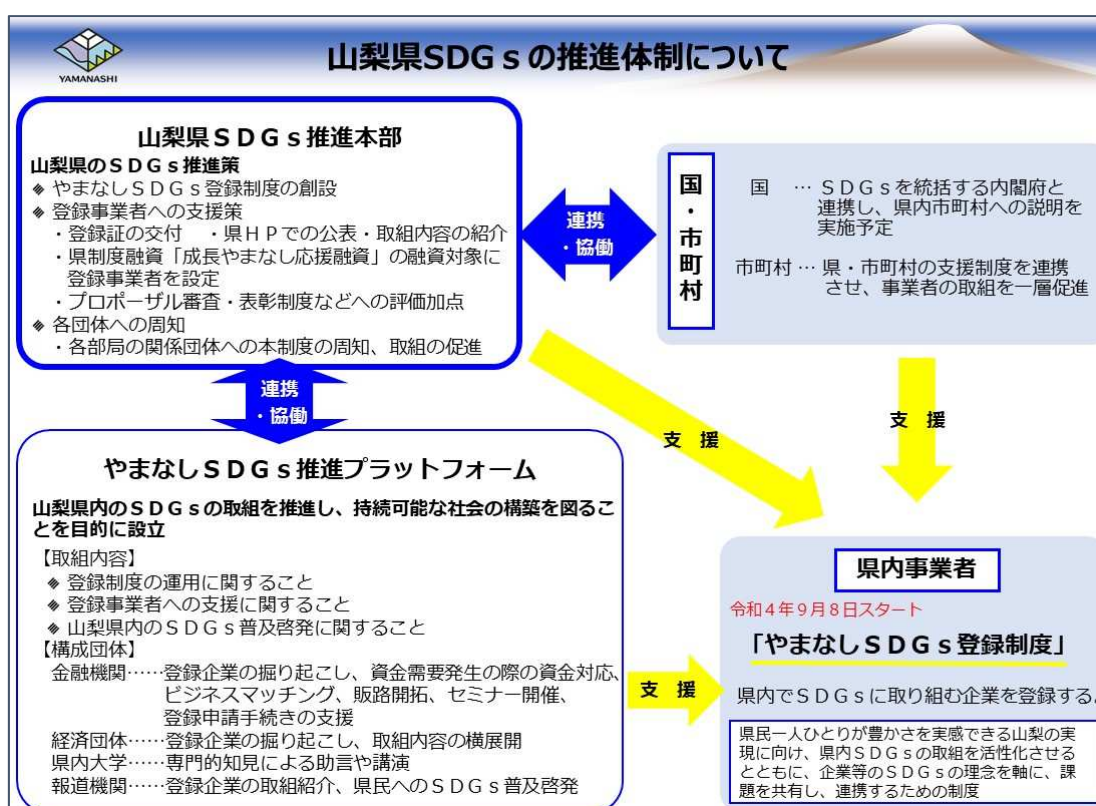 YAMANASHI
山梨県SDGｓの推進体制について
山梨県ＳＤＧｓ推進本部
山梨県のＳＤＧｓ推進策
◆ やまなしＳＤＧｓ登録制度の創設
◆ 登録事業者への支援策
・登録証の交付　・県ＨＰでの公表・取組内容の紹介
・県制度融資「成長やまなし応援融資」の融資対象に
登録事業者を設定
・プロポーザル審査・表彰制度などへの評価加点
◆ 各団体への周知
・各部局の関係団体への本制度の周知、取組の促進
連携
・協働
国・市町村
国　… ＳＤＧｓを統括する内閣府と
連携し、県内市町村への説明を
実施予定
市町村 … 県・市町村の支援制度を連携
させ、事業者の取組を一層促進
連携
・協働
支　援
支　援
やまなしＳＤＧｓ推進プラットフォーム
山梨県内のＳＤＧｓの取組を推進し、持続可能な社会の構築を図るこ
とを目的に設立
【取組内容】
◆ 登録制度の運用に関すること
◆ 登録事業者への支援に関すること
◆ 山梨県内のＳＤＧｓ普及啓発に関すること
【構成団体】
金融機関……登録企業の掘り起こし、資金需要発生の際の資金対応、
ビジネスマッチング、販路開拓、セミナー開催、
登録申請手続きの支援
経済団体……登録企業の掘り起こし、取組内容の横展開
県内大学……専門的知見による助言や講演
報道機関……登録企業の取組紹介、県民へのＳＤＧｓ普及啓発
支　援
県内事業者
令和４年９月８日スタート
「やまなしＳＤＧｓ登録制度」
県内でＳＤＧｓに取り組む企業を登録する。
県民一人ひとりが豊かさを実感できる山梨の実
現に向け、県内ＳＤＧｓの取組を活性化させる
とともに、企業等のＳＤＧｓの理念を軸に、課
題を共有し、連携するための制度